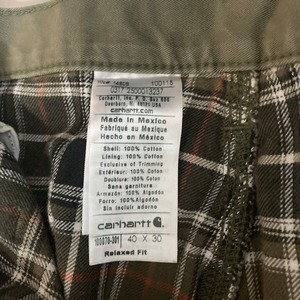 Carhartt, Inc. P.O. Box 600
Dearborn, MI 48121 USA
carhartt.com
Made in Mexico
Fabriqué au Mexique
Hecho en México
Shell: 100% Cotton
Lining: 100% Cotton
Exclusive of Trimming
Extérieur: 100% Coton
Doublure: 100% Coton
Sans garniture
Armazón: 100% Algodón
Forro: 100% Algodón
Sin incluir adorno
carhartt
40 X 30
Relaxed Fit